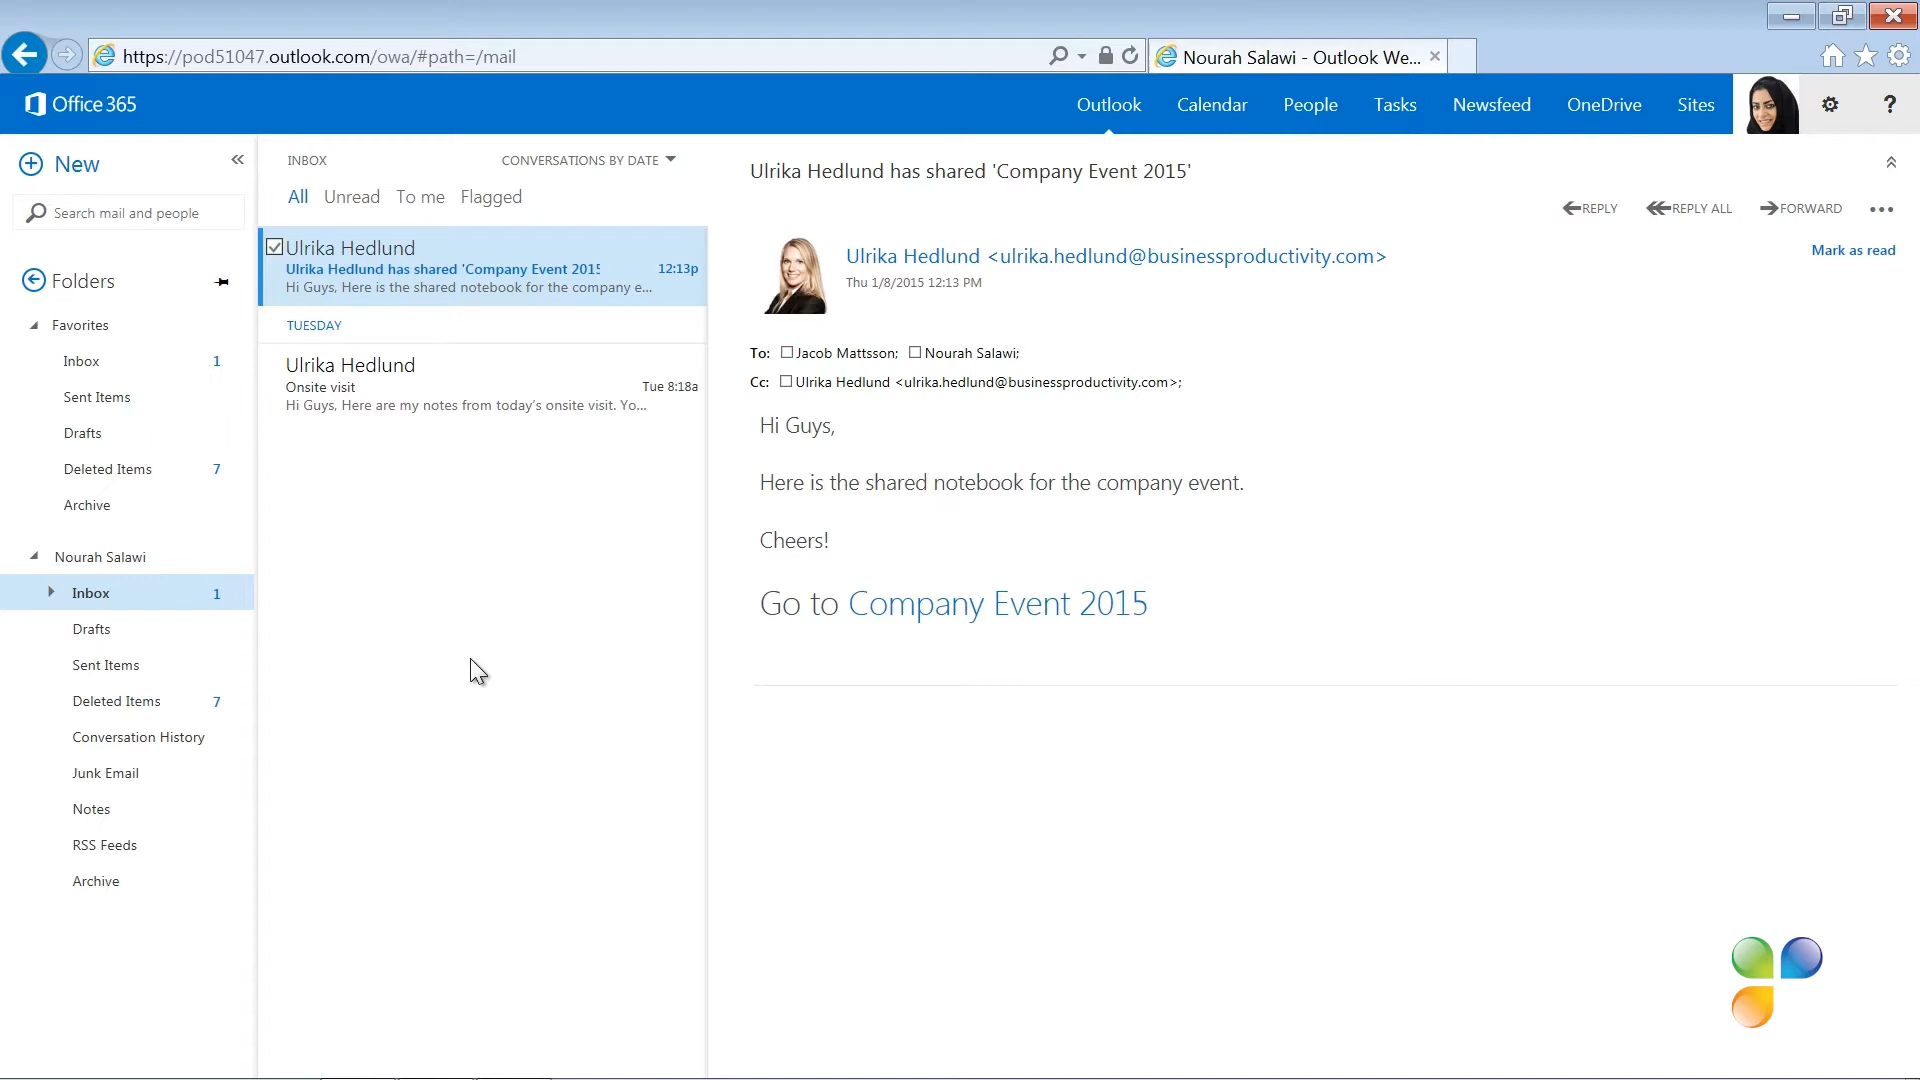 https://pod51047.outlook.com/owa/#path=/mail
Nourah Salawi - Outlook We...
Office 365
Outlook
Calendar
People
Tasks
Newsfeed
OneDrive
Sites
?
New
Search mail and people
Folders
Favorites
Inbox 1
Sent Items
Drafts
Deleted Items 7
Archive
Nourah Salawi
Inbox 1
Drafts
Sent Items
Deleted Items 7
Conversation History
Junk Email
Notes
RSS Feeds
Archive
INBOX
CONVERSATIONS BY DATE
All Unread To me Flagged
Ulrika Hedlund
Ulrika Hedlund has shared 'Company Event 2015 12:13p
Hi Guys, Here is the shared notebook for the company e...
TUESDAY
Ulrika Hedlund
Onsite visit Tue 8:18a
Hi Guys, Here are my notes from today's onsite visit. Yo...
Ulrika Hedlund has shared 'Company Event 2015'
REPLY REPLY ALL FORWARD
Ulrika Hedlund <ulrika.hedlund@businessproductivity.com>
Mark as read
Thu 1/8/2015 12:13 PM
To: Jacob Mattsson; Nourah Salawi;
Cc: Ulrika Hedlund <ulrika.hedlund@businessproductivity.com>;
Hi Guys,
Here is the shared notebook for the company event.
Cheers!
Go to Company Event 2015